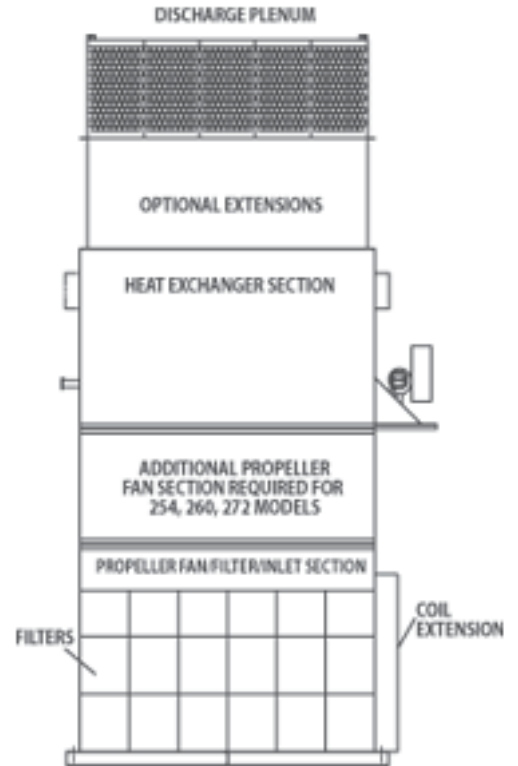 DISCHARGE PLENUM
OPTIONAL EXTENSIONS
HEAT EXCHANGER SECTION
ADDITIONAL PROPELLER
FAN SECTION REQUIRED FOR
254, 260, 272 MODELS
PROPELLER FAN/FILTER/INLET SECTION
COIL
EXTENSION
FILTERS